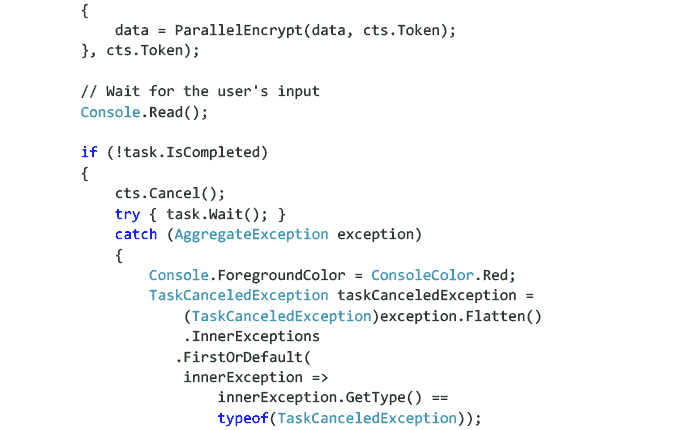 {
    data = ParallelEncrypt(data, cts.Token);
}, cts.Token);

// Wait for the user's input
Console.Read();

if (!task.IsCompleted)
{
    cts.Cancel();
    try { task.Wait(); }
    catch (AggregateException exception)
    {
        Console.ForegroundColor = ConsoleColor.Red;
        TaskCanceledException taskCanceledException =
            (TaskCanceledException)exception.Flatten()
            .InnerExceptions
           .FirstOrDefault(
            innerException =>
                innerException.GetType() ==
                typeof(TaskCanceledException));